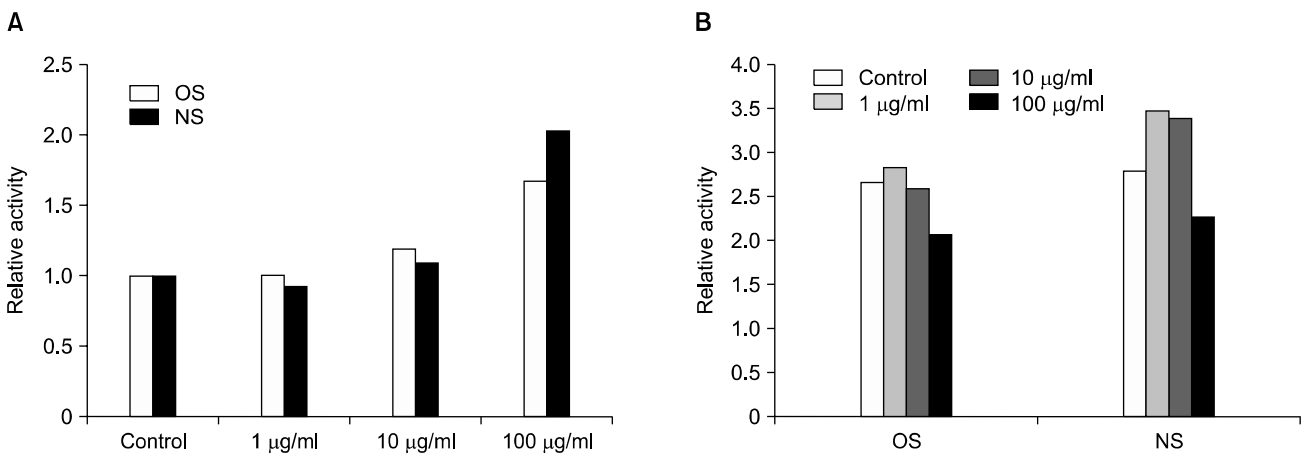 A
Relative activity
2.5
2.0
1.5
1.0
0.5
0
OS
NS
Control
1 μg/ml
10 μg/ml
100 μg/ml
B
Relative activity
4.0
3.5
3.0
2.5
2.0
1.5
1.0
0.5
0
Control
10 μg/ml
1 μg/ml
100 μg/ml
OS
NS